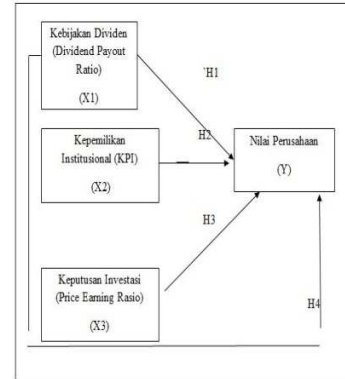 Kebijakan Dividen
(Dividend Payout
Ratio)
(X1)
`H1
H2
Kepemilikan
Institusional (KPI)
(X2)
Nilai Perusahaan
(Y)
H3
Keputusan Investasi
(Price Earning Rasio)
(X3)
H4